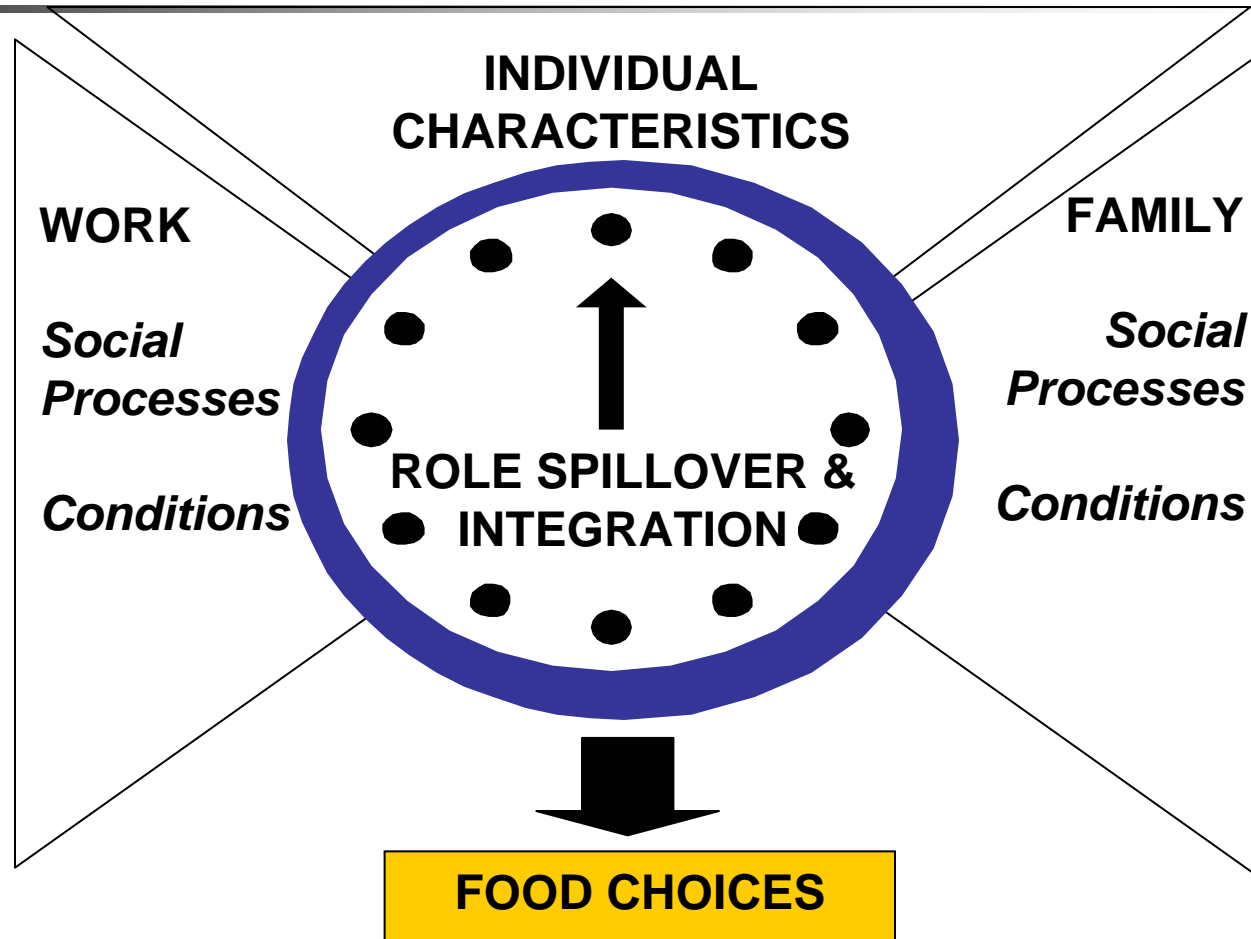 INDIVIDUAL
CHARACTERISTICS
WORK
Social
Processes
Conditions
FAMILY
Social
Processes
Conditions
ROLE SPILLOVER &
INTEGRATION
FOOD CHOICES